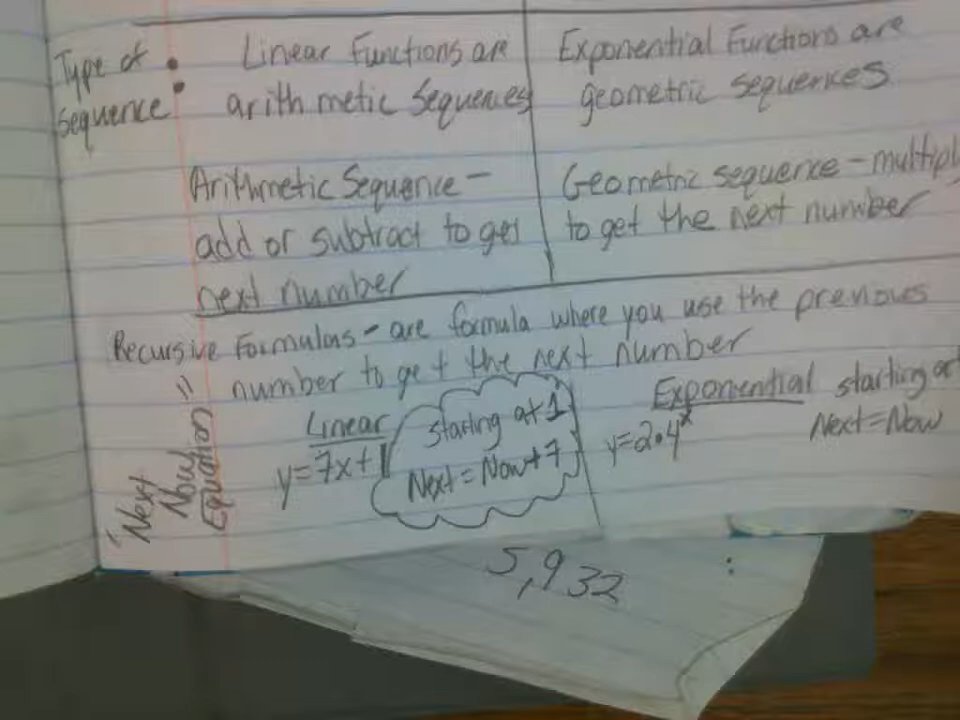 Type of : Linear Functions are Exponential Functions are
Sequence: arithmetic Sequences geometric sequences
Arithmetic Sequence - Geometric sequence - multipl
add or subtract to get to get the next number
next number
Recursive Formulas - are formula where you use the previous
number to get the next number
"Next Now Equation"
Linear Starting at 1 Exponential starting at
y=7x+1 Next = Now + 7 y=2•4ˣ Next = Now
5,932